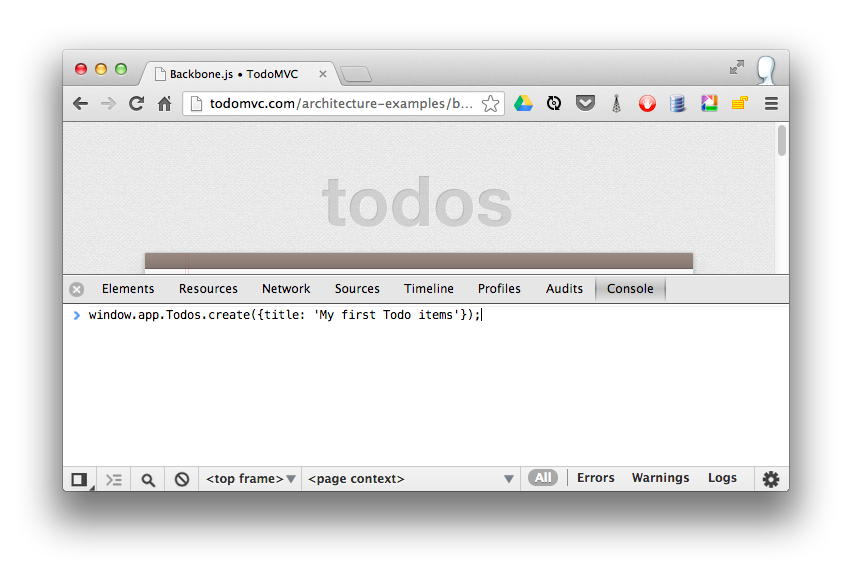 Backbone.js • TodoMVC
todomvc.com/architecture-examples/b...
todos
Elements Resources Network Sources Timeline Profiles Audits Console
window.app.Todos.create({title: 'My first Todo items'});
<top frame> <page context> All Errors Warnings Logs